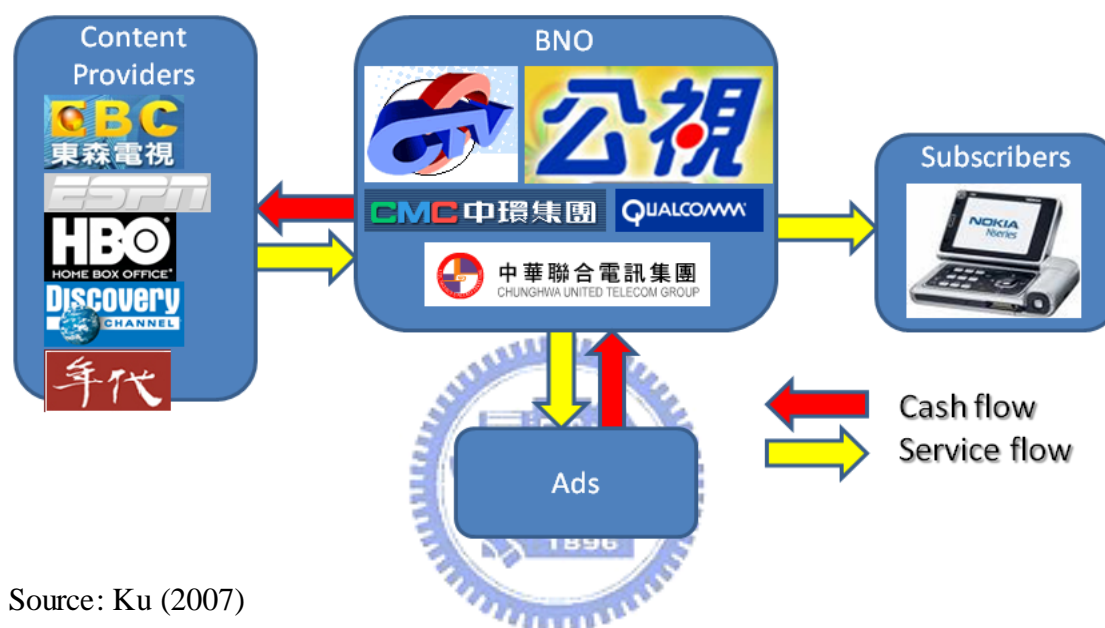 Content
Providers
EBC
東森電視
ESPN
HBO
HOME BOX OFFICE
Discovery
CHANNEL
年代
BNO
CTV
公視
CMC中環集團
QUALCOMM
中華聯合電訊集團
CHUNGHWA UNITED TELECOM GROUP
Subscribers
NOKIA
Nseries
Ads
1896
Cash flow
Service flow
Source: Ku (2007)